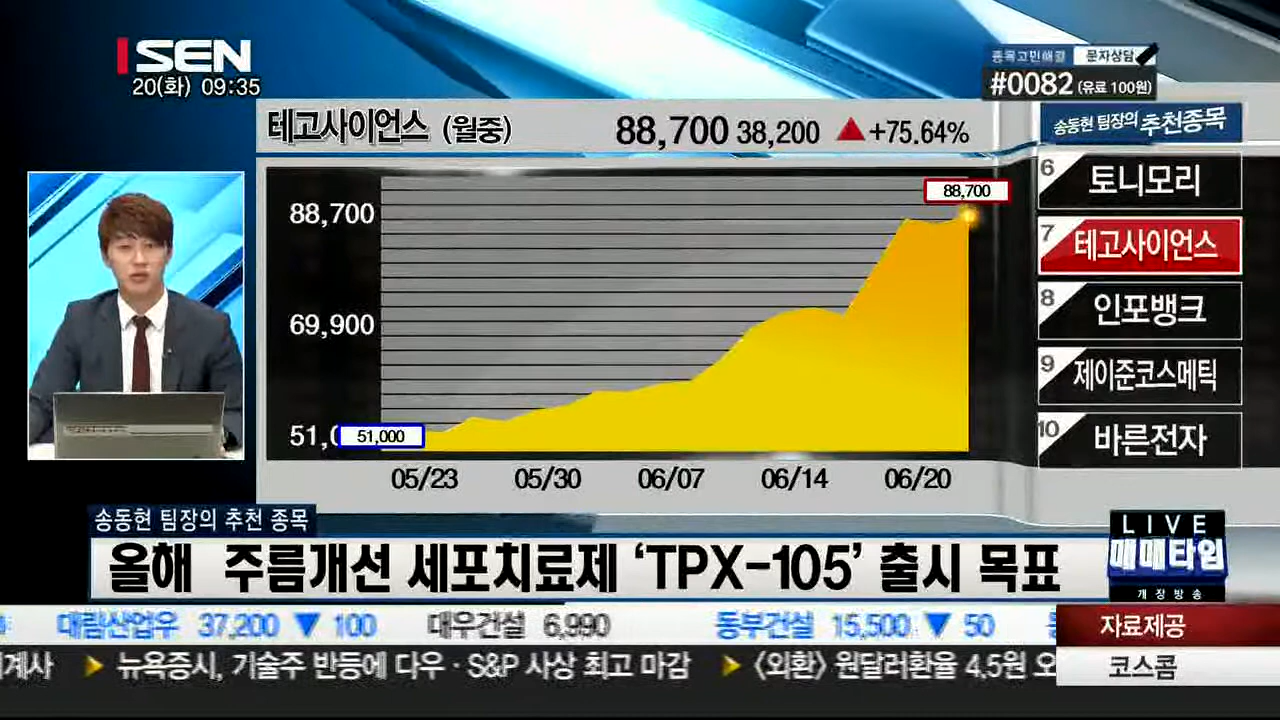 SEN
20(화) 09:35
종목고민해결 문자상담
#0082 (유료 100원)
테고사이언스 (월중) 88,700 38,200 ▲ +75.64%
송동현 팀장의 추천종목
6 토니모리
7 테고사이언스
8 인포뱅크
9 제이준코스메틱
10 바른전자
88,700
88,700
69,900
51,0
51,000
05/23 05/30 06/07 06/14 06/20
송동현 팀장의 추천 종목
올해 주름개선 세포치료제 ‘TPX-105’ 출시 목표
LIVE
매매타임
개장방송
대림산업우 37,200 ▼ 100 대우건설 6,990 동부건설 15,500 ▼ 50
자료제공
계사 ▶ 뉴욕증시, 기술주 반등에 다우·S&P 사상 최고 마감 ▶ 〈외환〉 원달러환율 4.5원 오
코스콤